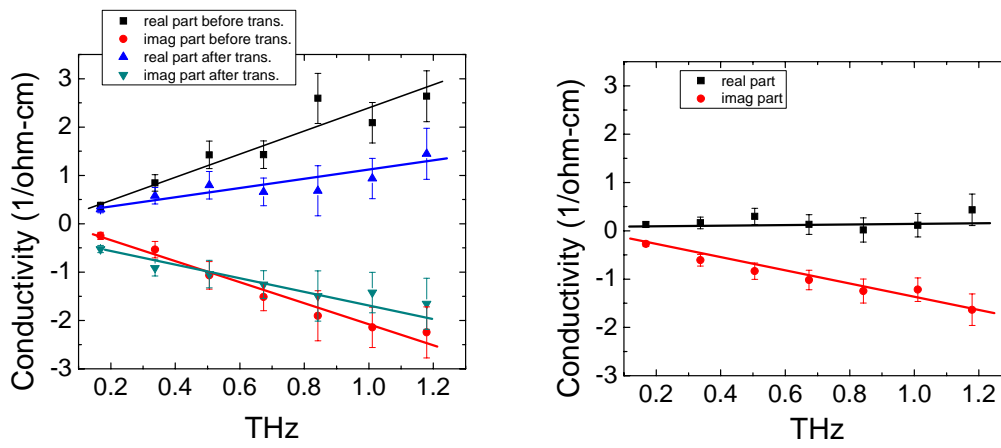 real part before trans.
imag part before trans.
real part after trans.
imag part after trans.
3
2
1
0
-1
-2
-3
0.2 0.4 0.6 0.8 1.0 1.2
THz
Conductivity (1/ohm-cm)
real part
imag part
3
2
1
0
-1
-2
-3
0.2 0.4 0.6 0.8 1.0 1.2
THz
Conductivity (1/ohm-cm)